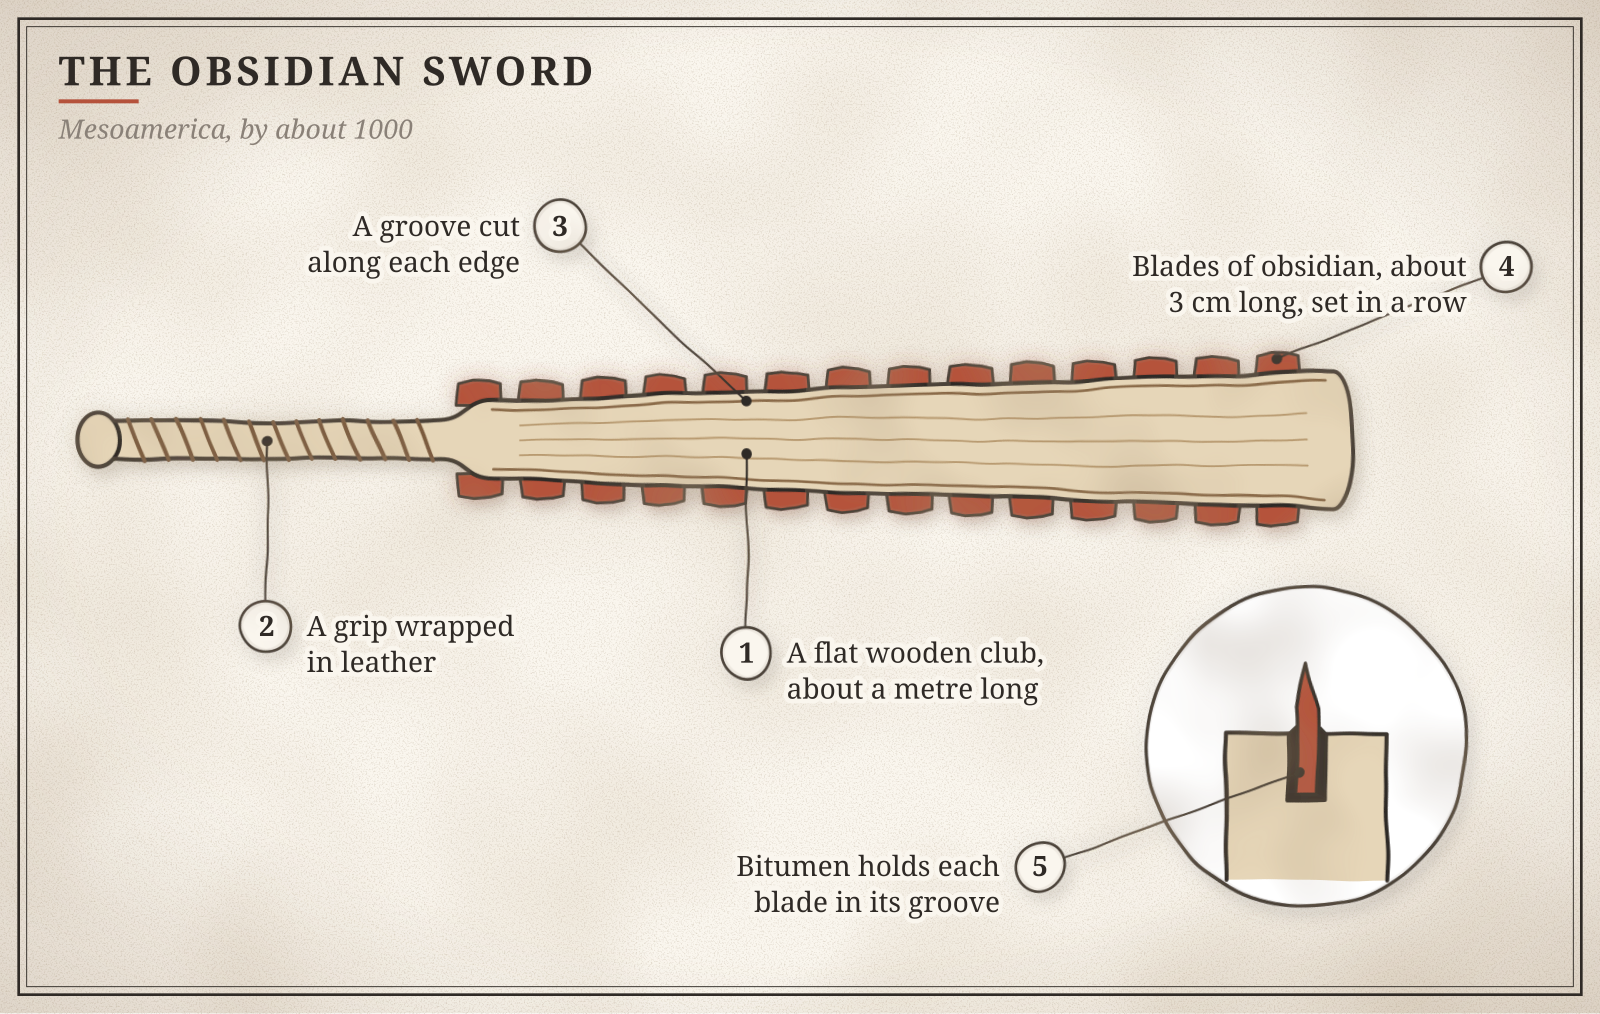 THE OBSIDIAN SWORD
Mesoamerica, by about 1000
3
A groove cut
along each edge
4
Blades of obsidian, about
3 cm long, set in a row
2
A grip wrapped
in leather
1
A flat wooden club,
about a metre long
5
Bitumen holds each
blade in its groove